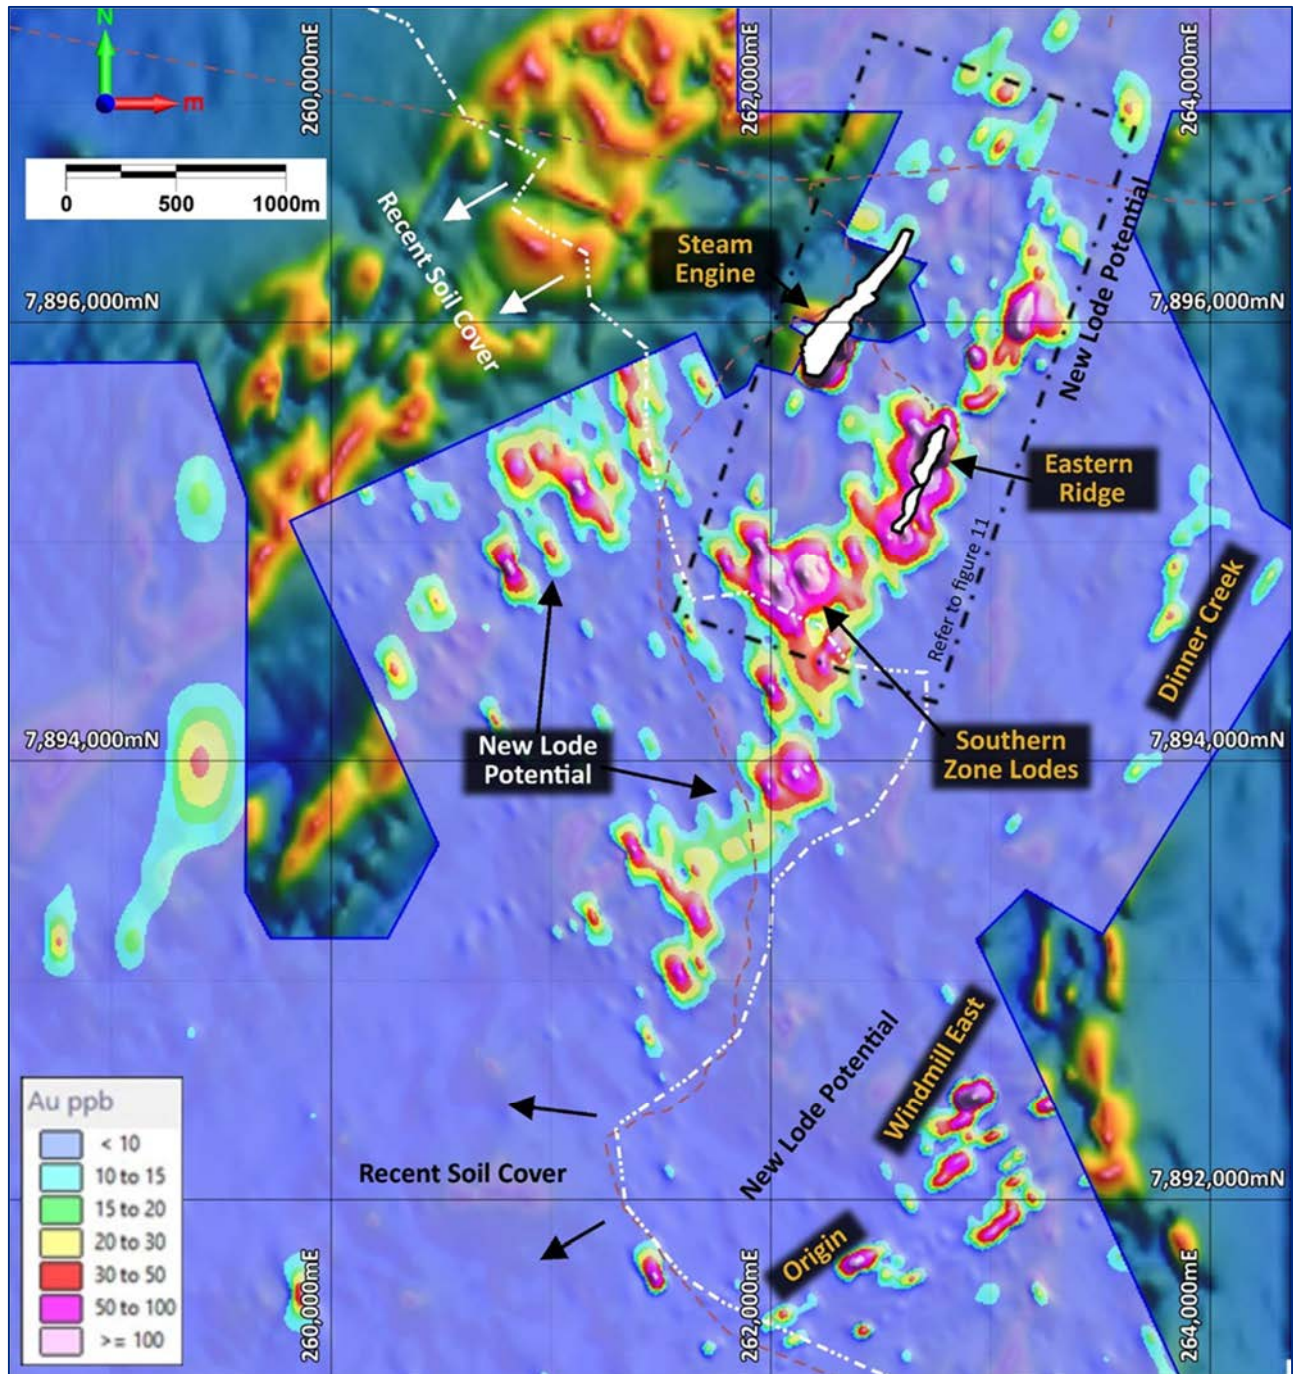 N
E
260,000mE
262,000mE
264,000mE
0 500 1000m
Recent Soil Cover
Steam
Engine
7,896,000mN
7,896,000mN
New Lode Potential
Eastern
Ridge
Refer to figure 11
Dinner Creek
7,894,000mN
7,894,000mN
New Lode
Potential
Southern
Zone Lodes
Windmill East
New Lode Potential
Recent Soil Cover
7,892,000mN
Origin
Au ppb
< 10
10 to 15
15 to 20
20 to 30
30 to 50
50 to 100
>= 100
260,000mE
262,000mE
264,000mE